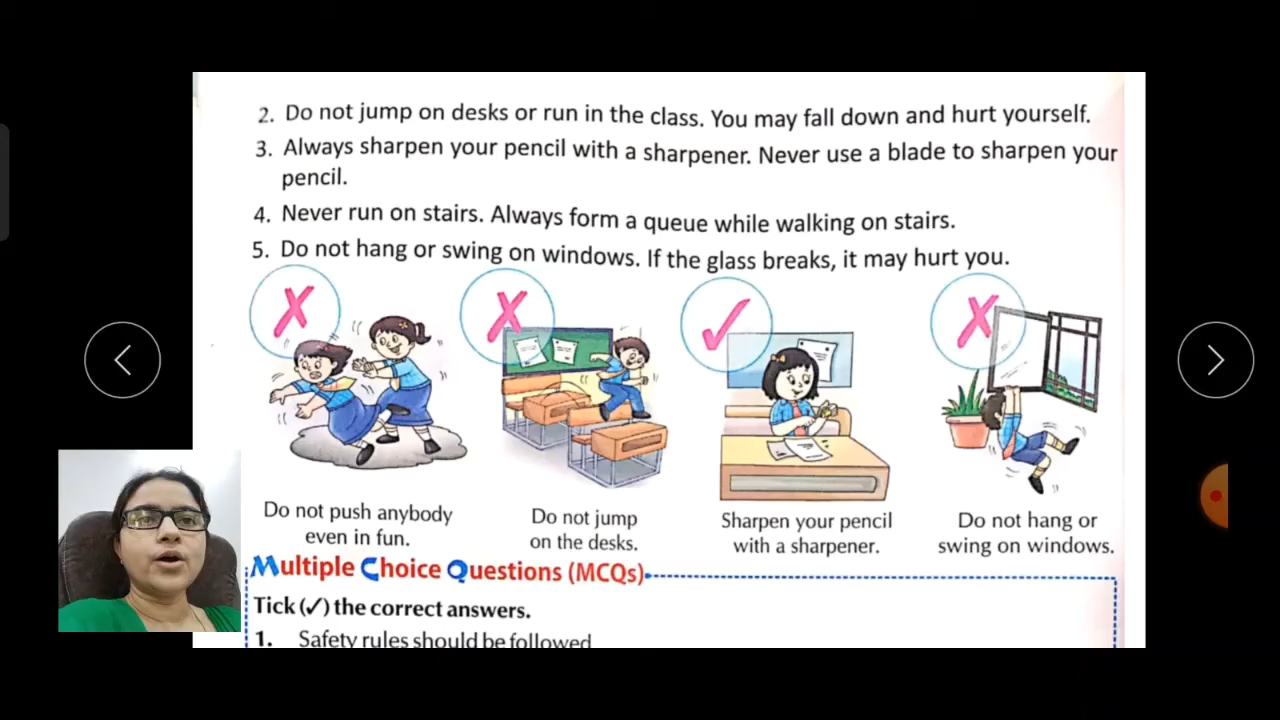 2. Do not jump on desks or run in the class. You may fall down and hurt yourself.
3. Always sharpen your pencil with a sharpener. Never use a blade to sharpen your
pencil.
4. Never run on stairs. Always form a queue while walking on stairs.
5. Do not hang or swing on windows. If the glass breaks, it may hurt you.
Do not push anybody
even in fun.
Do not jump
on the desks.
Sharpen your pencil
with a sharpener.
Do not hang or
swing on windows.
Multiple Choice Questions (MCQs)
Tick (✓) the correct answers.
1. Safety rules should be followed